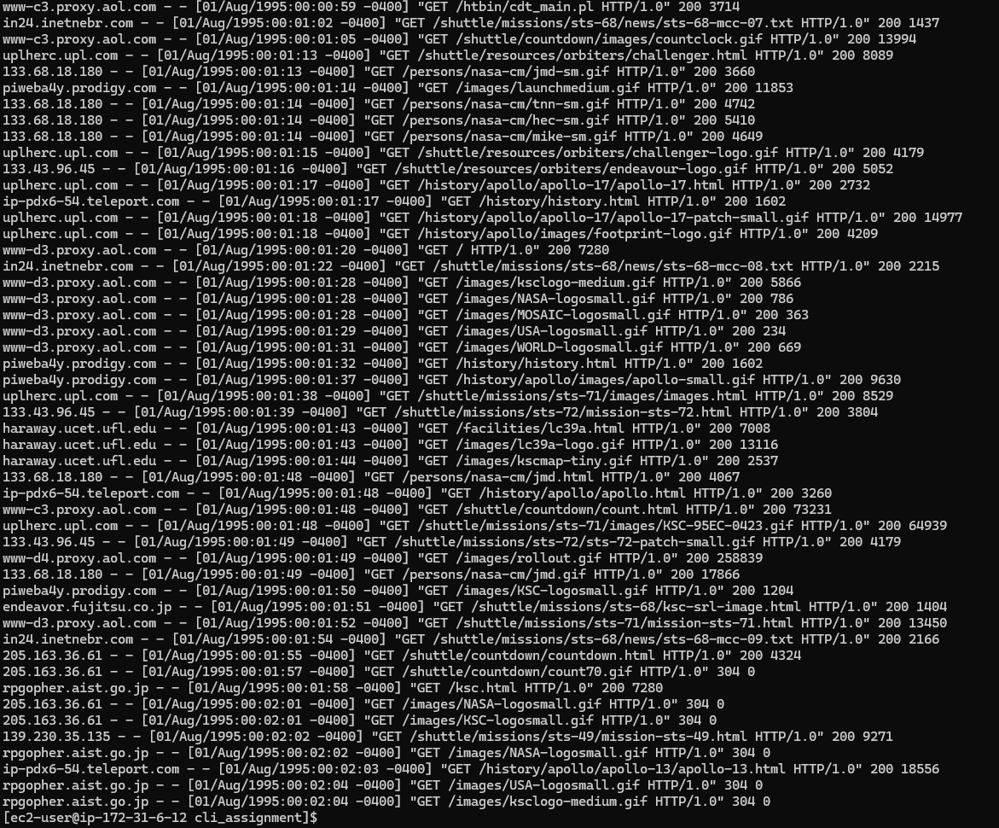 www-c3.proxy.aol.com - - [01/Aug/1995:00:00:59 -0400] "GET /htbin/cdt_main.pl HTTP/1.0" 200 3714
in24.inetnebr.com - - [01/Aug/1995:00:01:02 -0400] "GET /shuttle/missions/sts-68/news/sts-68-mcc-07.txt HTTP/1.0" 200 1437
www-c3.proxy.aol.com - - [01/Aug/1995:00:01:05 -0400] "GET /shuttle/countdown/images/countclock.gif HTTP/1.0" 200 13994
uplherc.upl.com - - [01/Aug/1995:00:01:13 -0400] "GET /shuttle/resources/orbiters/challenger.html HTTP/1.0" 200 8089
133.68.18.180 - - [01/Aug/1995:00:01:13 -0400] "GET /persons/nasa-cm/jmd-sm.gif HTTP/1.0" 200 3660
piweba4y.prodigy.com - - [01/Aug/1995:00:01:14 -0400] "GET /images/launchmedium.gif HTTP/1.0" 200 11853
133.68.18.180 - - [01/Aug/1995:00:01:14 -0400] "GET /persons/nasa-cm/tnn-sm.gif HTTP/1.0" 200 4742
133.68.18.180 - - [01/Aug/1995:00:01:14 -0400] "GET /persons/nasa-cm/hec-sm.gif HTTP/1.0" 200 5410
133.68.18.180 - - [01/Aug/1995:00:01:14 -0400] "GET /persons/nasa-cm/mike-sm.gif HTTP/1.0" 200 4649
uplherc.upl.com - - [01/Aug/1995:00:01:15 -0400] "GET /shuttle/resources/orbiters/challenger-logo.gif HTTP/1.0" 200 4179
133.43.96.45 - - [01/Aug/1995:00:01:16 -0400] "GET /shuttle/resources/orbiters/endeavour-logo.gif HTTP/1.0" 200 5052
uplherc.upl.com - - [01/Aug/1995:00:01:17 -0400] "GET /history/apollo/apollo-17/apollo-17.html HTTP/1.0" 200 2732
ip-pdx6-54.teleport.com - - [01/Aug/1995:00:01:17 -0400] "GET /history/history.html HTTP/1.0" 200 1602
uplherc.upl.com - - [01/Aug/1995:00:01:18 -0400] "GET /history/apollo/apollo-17/apollo-17-patch-small.gif HTTP/1.0" 200 14977
uplherc.upl.com - - [01/Aug/1995:00:01:18 -0400] "GET /history/apollo/images/footprint-logo.gif HTTP/1.0" 200 4209
www-d3.proxy.aol.com - - [01/Aug/1995:00:01:20 -0400] "GET / HTTP/1.0" 200 7280
in24.inetnebr.com - - [01/Aug/1995:00:01:22 -0400] "GET /shuttle/missions/sts-68/news/sts-68-mcc-08.txt HTTP/1.0" 200 2215
www-d3.proxy.aol.com - - [01/Aug/1995:00:01:28 -0400] "GET /images/ksclogo-medium.gif HTTP/1.0" 200 5866
www-d3.proxy.aol.com - - [01/Aug/1995:00:01:28 -0400] "GET /images/NASA-logosmall.gif HTTP/1.0" 200 786
www-d3.proxy.aol.com - - [01/Aug/1995:00:01:28 -0400] "GET /images/MOSAIC-logosmall.gif HTTP/1.0" 200 363
www-d3.proxy.aol.com - - [01/Aug/1995:00:01:29 -0400] "GET /images/USA-logosmall.gif HTTP/1.0" 200 234
www-d3.proxy.aol.com - - [01/Aug/1995:00:01:31 -0400] "GET /images/WORLD-logosmall.gif HTTP/1.0" 200 669
piweba4y.prodigy.com - - [01/Aug/1995:00:01:32 -0400] "GET /history/history.html HTTP/1.0" 200 1602
piweba4y.prodigy.com - - [01/Aug/1995:00:01:37 -0400] "GET /history/apollo/images/apollo-small.gif HTTP/1.0" 200 9630
uplherc.upl.com - - [01/Aug/1995:00:01:38 -0400] "GET /shuttle/missions/sts-71/images/images.html HTTP/1.0" 200 8529
133.43.96.45 - - [01/Aug/1995:00:01:39 -0400] "GET /shuttle/missions/sts-72/mission-sts-72.html HTTP/1.0" 200 3804
haraway.ucet.ufl.edu - - [01/Aug/1995:00:01:43 -0400] "GET /facilities/lc39a.html HTTP/1.0" 200 7008
haraway.ucet.ufl.edu - - [01/Aug/1995:00:01:43 -0400] "GET /images/lc39a-logo.gif HTTP/1.0" 200 13116
haraway.ucet.ufl.edu - - [01/Aug/1995:00:01:44 -0400] "GET /images/kscmap-tiny.gif HTTP/1.0" 200 2537
133.68.18.180 - - [01/Aug/1995:00:01:48 -0400] "GET /persons/nasa-cm/jmd.html HTTP/1.0" 200 4067
ip-pdx6-54.teleport.com - - [01/Aug/1995:00:01:48 -0400] "GET /history/apollo/apollo.html HTTP/1.0" 200 3260
www-c3.proxy.aol.com - - [01/Aug/1995:00:01:48 -0400] "GET /shuttle/countdown/count.html HTTP/1.0" 200 73231
uplherc.upl.com - - [01/Aug/1995:00:01:48 -0400] "GET /shuttle/missions/sts-71/images/KSC-95EC-0423.gif HTTP/1.0" 200 64939
133.43.96.45 - - [01/Aug/1995:00:01:49 -0400] "GET /shuttle/missions/sts-72/sts-72-patch-small.gif HTTP/1.0" 200 4179
www-d4.proxy.aol.com - - [01/Aug/1995:00:01:49 -0400] "GET /images/rollout.gif HTTP/1.0" 200 258839
133.68.18.180 - - [01/Aug/1995:00:01:49 -0400] "GET /persons/nasa-cm/jmd.gif HTTP/1.0" 200 17866
piweba4y.prodigy.com - - [01/Aug/1995:00:01:50 -0400] "GET /images/KSC-logosmall.gif HTTP/1.0" 200 1204
endeavor.fujitsu.co.jp - - [01/Aug/1995:00:01:51 -0400] "GET /shuttle/missions/sts-68/ksc-srl-image.html HTTP/1.0" 200 1404
www-d3.proxy.aol.com - - [01/Aug/1995:00:01:52 -0400] "GET /shuttle/missions/sts-71/mission-sts-71.html HTTP/1.0" 200 13450
in24.inetnebr.com - - [01/Aug/1995:00:01:54 -0400] "GET /shuttle/missions/sts-68/news/sts-68-mcc-09.txt HTTP/1.0" 200 2166
205.163.36.61 - - [01/Aug/1995:00:01:55 -0400] "GET /shuttle/countdown/countdown.html HTTP/1.0" 200 4324
205.163.36.61 - - [01/Aug/1995:00:01:57 -0400] "GET /shuttle/countdown/count70.gif HTTP/1.0" 304 0
rpgopher.aist.go.jp - - [01/Aug/1995:00:01:58 -0400] "GET /ksc.html HTTP/1.0" 200 7280
205.163.36.61 - - [01/Aug/1995:00:02:01 -0400] "GET /images/NASA-logosmall.gif HTTP/1.0" 304 0
205.163.36.61 - - [01/Aug/1995:00:02:01 -0400] "GET /images/KSC-logosmall.gif HTTP/1.0" 304 0
139.230.35.135 - - [01/Aug/1995:00:02:02 -0400] "GET /shuttle/missions/sts-49/mission-sts-49.html HTTP/1.0" 200 9271
rpgopher.aist.go.jp - - [01/Aug/1995:00:02:02 -0400] "GET /images/NASA-logosmall.gif HTTP/1.0" 304 0
ip-pdx6-54.teleport.com - - [01/Aug/1995:00:02:03 -0400] "GET /history/apollo/apollo-13/apollo-13.html HTTP/1.0" 200 18556
rpgopher.aist.go.jp - - [01/Aug/1995:00:02:04 -0400] "GET /images/USA-logosmall.gif HTTP/1.0" 304 0
rpgopher.aist.go.jp - - [01/Aug/1995:00:02:04 -0400] "GET /images/ksclogo-medium.gif HTTP/1.0" 304 0
[ec2-user@ip-172-31-6-12 cli_assignment]$